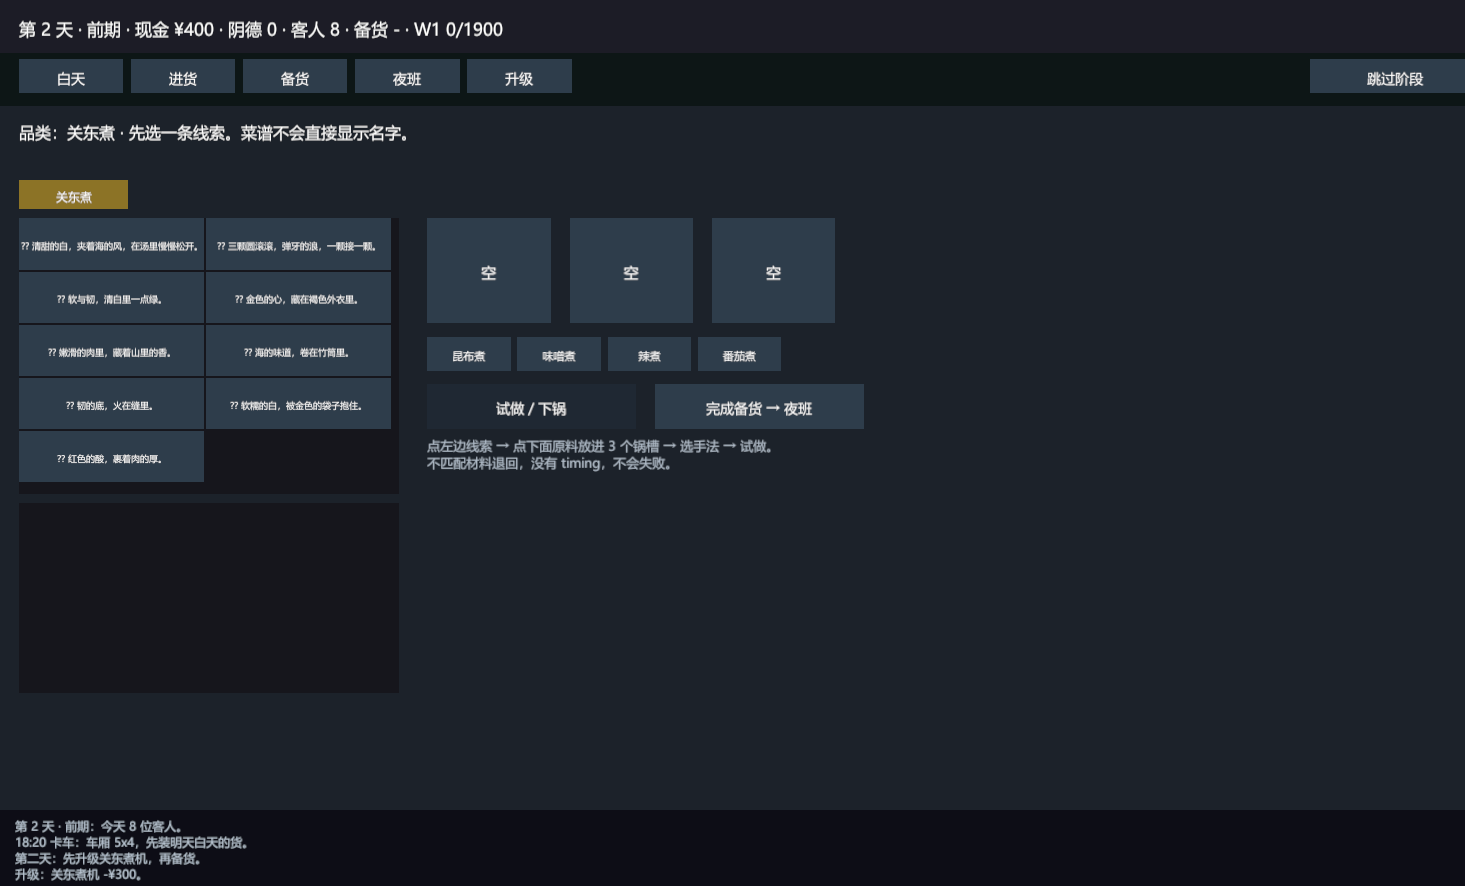 第 2 天 · 前期 · 现金 ¥400 · 阴德 0 · 客人 8 · 备货 - · W1 0/1900
白天 进货 备货 夜班 升级 跳过阶段
品类：关东煮 · 先选一条线索。菜谱不会直接显示名字。
关东煮
?? 清甜的白，夹着海的风，在汤里慢慢松开。 ?? 三颗圆滚滚，弹牙的浪，一颗接一颗。
?? 软与韧，清白里一点绿。 ?? 金色的心，藏在褐色外衣里。
?? 嫩滑的肉里，藏着山里的香。 ?? 海的味道，卷在竹筒里。
?? 韧的底，火在缝里。 ?? 软糯的白，被金色的袋子抱住。
?? 红色的酸，裹着肉的厚。
空 空 空
昆布煮 味噌煮 辣煮 番茄煮
试做 / 下锅 完成备货 → 夜班
点左边线索 → 点下面原料放进 3 个锅槽 → 选手法 → 试做。
不匹配材料退回，没有 timing，不会失败。
第 2 天 · 前期：今天 8 位客人。
18:20 卡车：车厢 5x4，先装明天白天的货。
第二天：先升级关东煮机，再备货。
升级：关东煮机 -¥300。